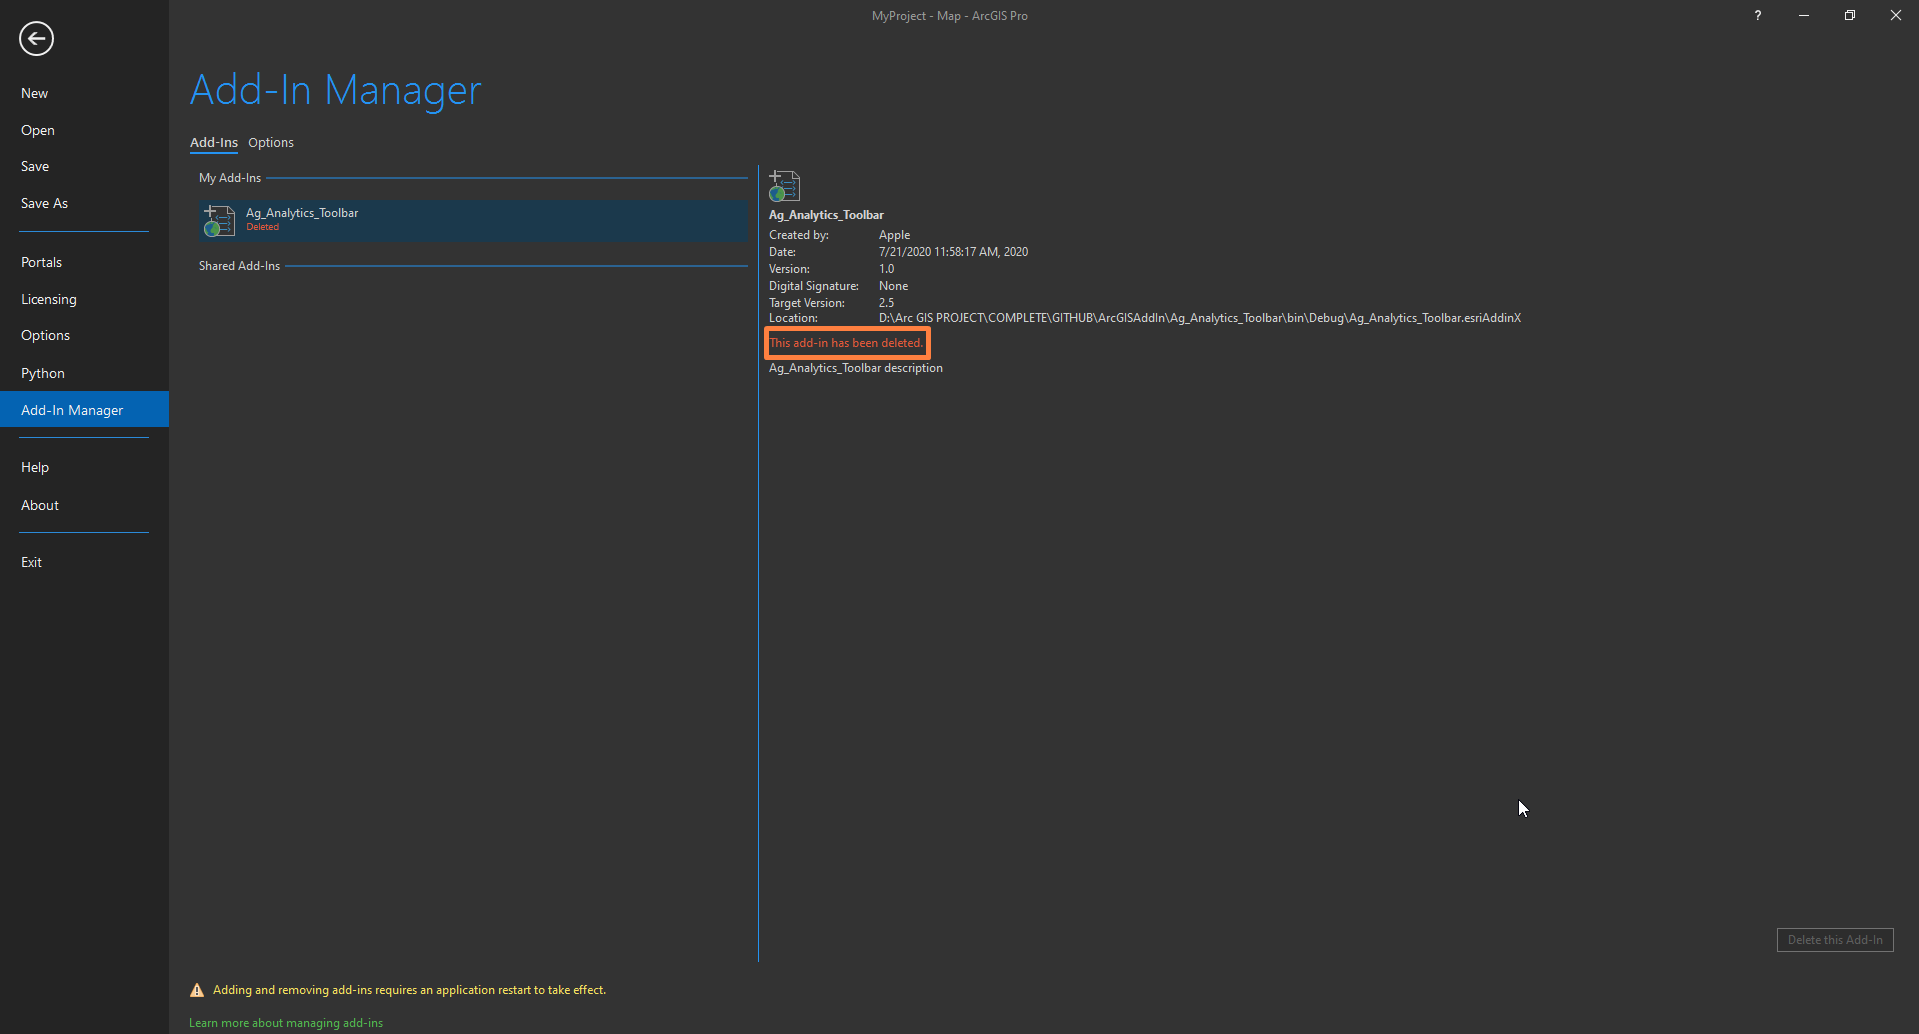 MyProject - Map - ArcGIS Pro
?
New
Open
Save
Save As
Portals
Licensing
Options
Python
Add-In Manager
Help
About
Exit
Add-In Manager
Add-Ins Options
My Add-Ins
Ag_Analytics_Toolbar
Deleted
Shared Add-Ins
Ag_Analytics_Toolbar
Created by: Apple
Date: 7/21/2020 11:58:17 AM, 2020
Version: 1.0
Digital Signature: None
Target Version: 2.5
Location: D:\Arc GIS PROJECT\COMPLETE\GITHUB\ArcGISAddIn\Ag_Analytics_Toolbar\bin\Debug\Ag_Analytics_Toolbar.esriAddinX
This add-in has been deleted.
Ag_Analytics_Toolbar description
Delete this Add-In
Adding and removing add-ins requires an application restart to take effect.
Learn more about managing add-ins